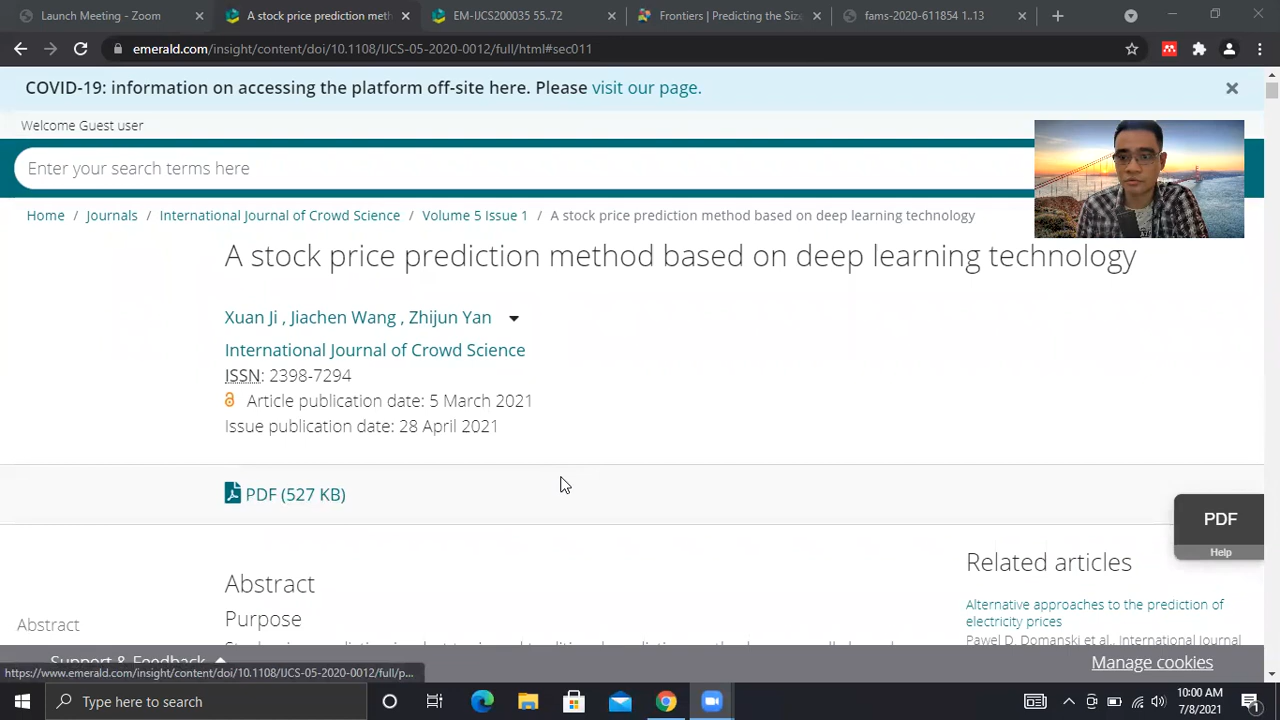 Launch Meeting - Zoom
A stock price prediction meth
EM-IJCS200035 55..72
Frontiers | Predicting the Size
fams-2020-611854 1..13
emerald.com/insight/content/doi/10.1108/IJCS-05-2020-0012/full/html#sec011
COVID-19: information on accessing the platform off-site here. Please visit our page.
Welcome Guest user
Enter your search terms here
Home / Journals / International Journal of Crowd Science / Volume 5 Issue 1 / A stock price prediction method based on deep learning technology
A stock price prediction method based on deep learning technology
Xuan Ji , Jiachen Wang , Zhijun Yan
International Journal of Crowd Science
ISSN: 2398-7294
Article publication date: 5 March 2021
Issue publication date: 28 April 2021
PDF (527 KB)
PDF
Help
Related articles
Abstract
Alternative approaches to the prediction of
electricity prices
Purpose
Abstract
Pawel D. Domanski et al., International Journal
Support & Feedback
Manage cookies
https://www.emerald.com/insight/content/doi/10.1108/IJCS-05-2020-0012/full/p...
Type here to search
10:00 AM
7/8/2021
1